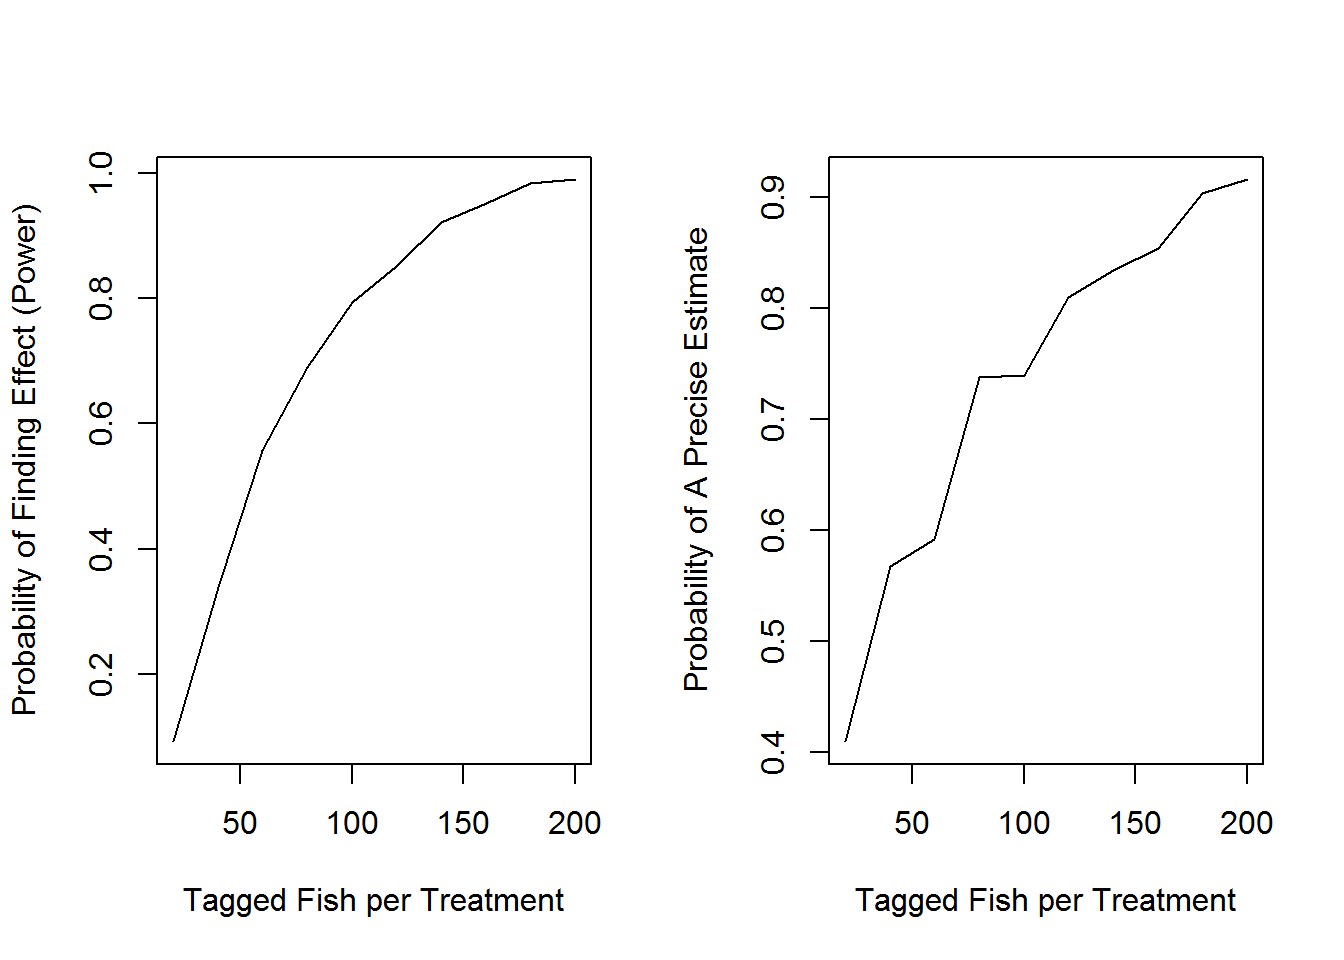 Probability of Finding Effect (Power)
1.0
0.8
0.6
0.4
0.2
50 100 150 200
Tagged Fish per Treatment
Probability of A Precise Estimate
0.9
0.8
0.7
0.6
0.5
0.4
50 100 150 200
Tagged Fish per Treatment